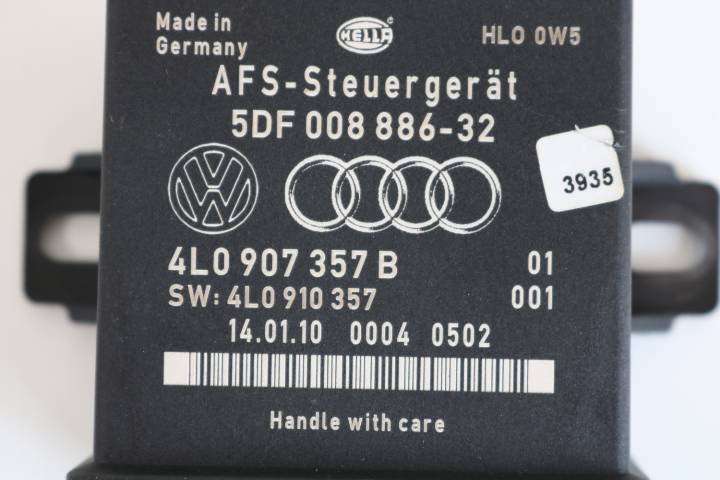 Made in
Germany
HELLA
HLO 0W5
AFS-Steuergerät
5DF 008 886-32
3935
4L0 907 357 B 01
SW: 4L0 910 357 001
14.01.10 0004 0502
Handle with care